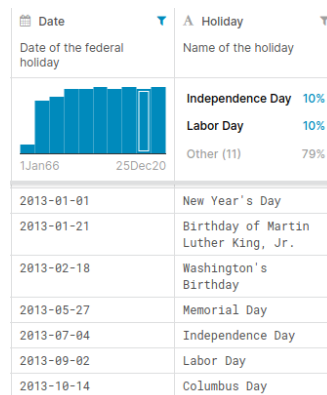 Date
A Holiday
Date of the federal
holiday
Name of the holiday
Independence Day 10%
Labor Day 10%
Other (11) 79%
1Jan66 25Dec20
2013-01-01 New Year's Day
2013-01-21 Birthday of Martin
Luther King, Jr.
2013-02-18 Washington's
Birthday
2013-05-27 Memorial Day
2013-07-04 Independence Day
2013-09-02 Labor Day
2013-10-14 Columbus Day